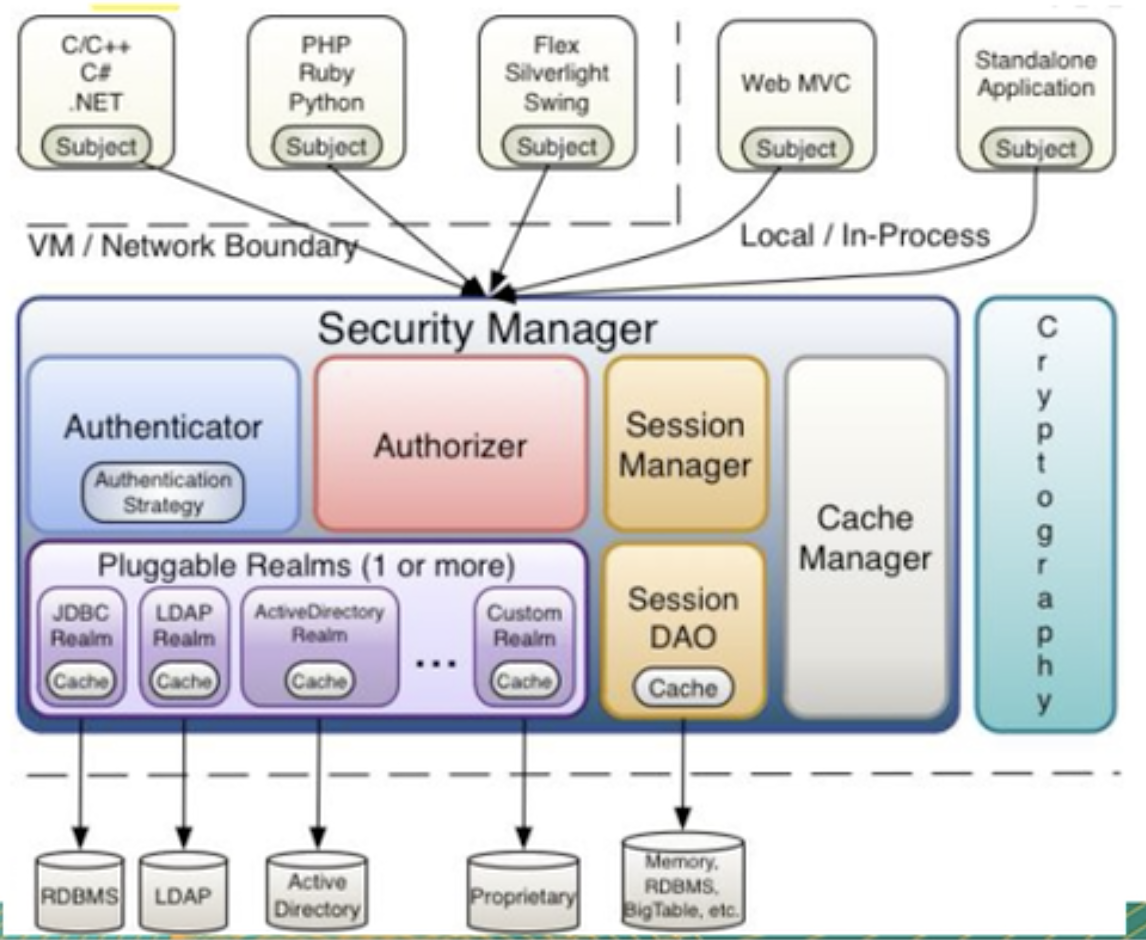 C/C++
C#
.NET
Subject
PHP
Ruby
Python
Subject
Flex
Silverlight
Swing
Subject
Web MVC
Subject
Standalone
Application
Subject
VM / Network Boundary
Local / In-Process
Security Manager
Authenticator
Authentication
Strategy
Authorizer
Session
Manager
Cache
Manager
Cryptography
Pluggable Realms (1 or more)
JDBC
Realm
Cache
LDAP
Realm
Cache
ActiveDirectory
Realm
Cache
...
Custom
Realm
Cache
Session
DAO
Cache
RDBMS
LDAP
Active
Directory
Proprietary
Memory,
RDBMS,
BigTable, etc.